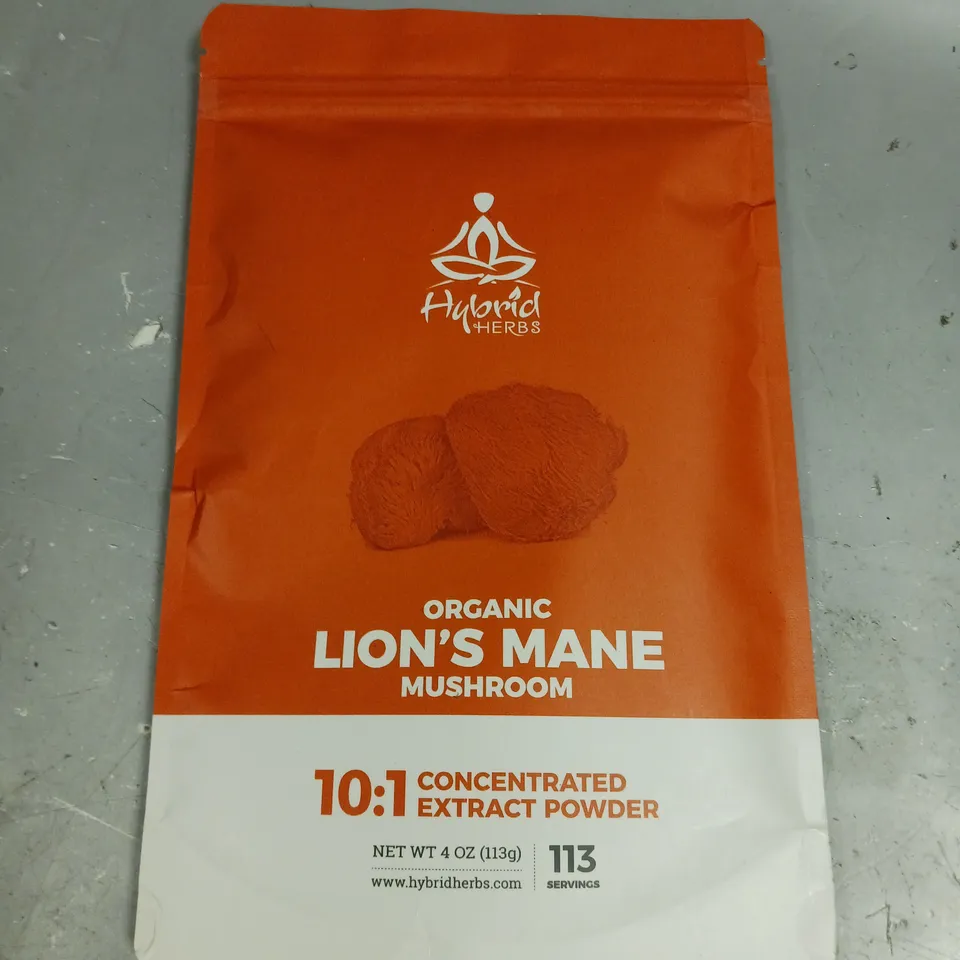 Hybrid
HERBS
ORGANIC
LION'S MANE
MUSHROOM
10:1 CONCENTRATED
EXTRACT POWDER
NET WT 4 OZ (113g)
www.hybridherbs.com
113
SERVINGS